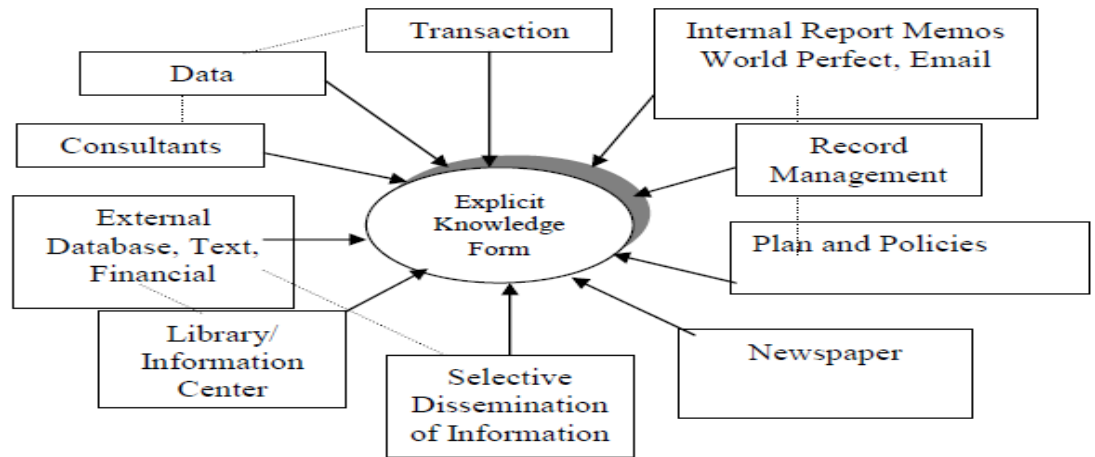 Transaction
Internal Report Memos
World Perfect, Email
Data
Consultants
Record
Management
External
Database, Text,
Financial
Explicit
Knowledge
Form
Plan and Policies
Library/
Information
Center
Selective
Dissemination
of Information
Newspaper